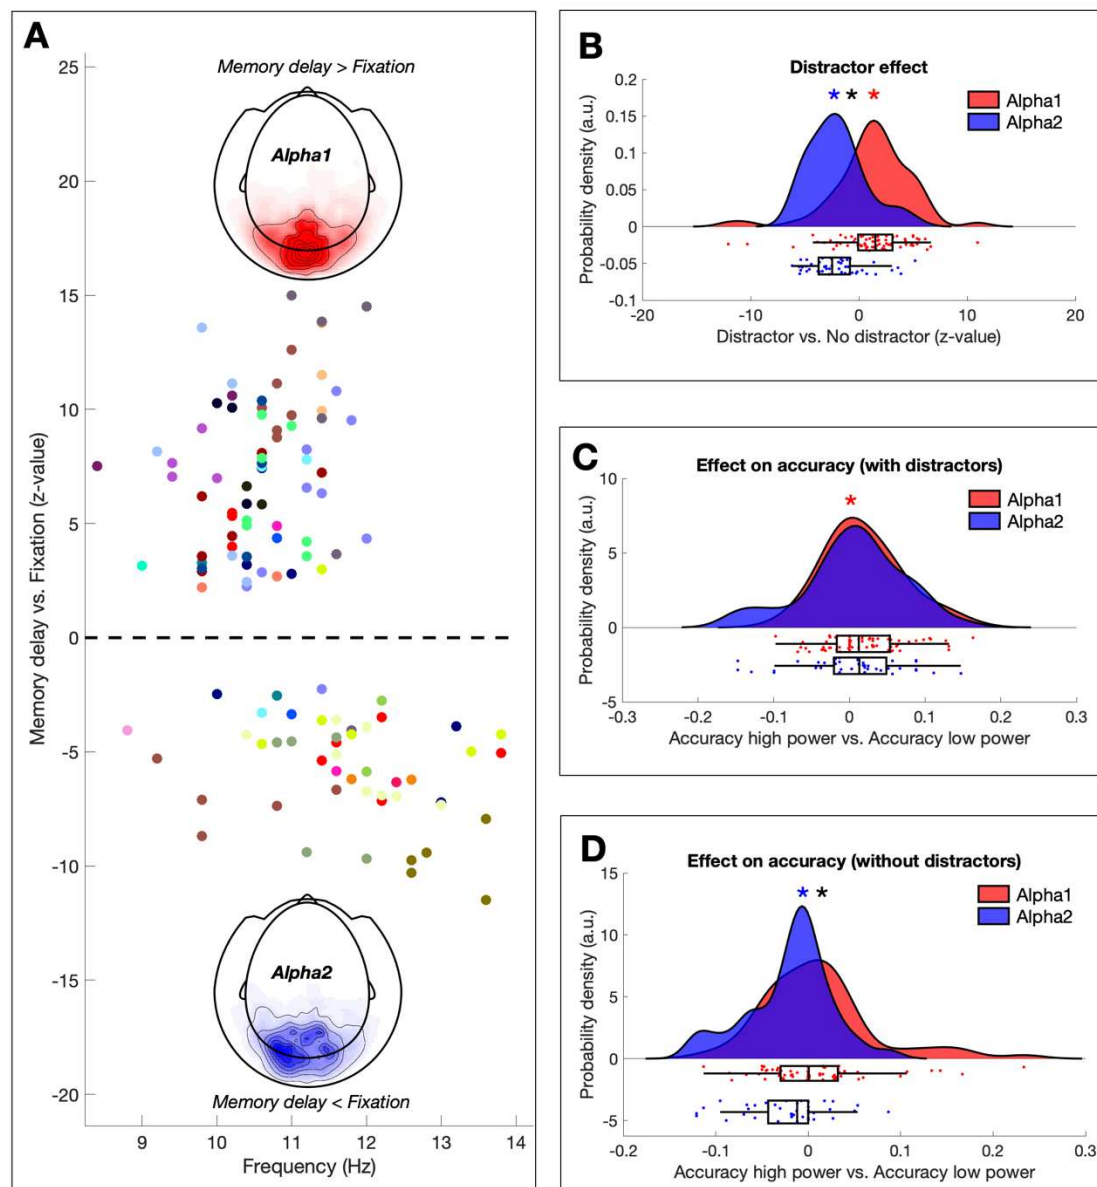 A
Memory delay > Fixation
Alpha1
Memory delay vs. Fixation (z-value)
25
20
15
10
5
0
-5
-10
-15
-20
Alpha2
Memory delay < Fixation
9 10 11 12 13 14
Frequency (Hz)
B
Distractor effect
* * *
Alpha1
Alpha2
Probability density (a.u.)
0.2
0.15
0.1
0.05
0
-0.05
-0.1
-20 -10 0 10 20
Distractor vs. No distractor (z-value)
C
Effect on accuracy (with distractors)
*
Alpha1
Alpha2
Probability density (a.u.)
10
5
0
-5
-0.3 -0.2 -0.1 0 0.1 0.2 0.3
Accuracy high power vs. Accuracy low power
D
Effect on accuracy (without distractors)
* *
Alpha1
Alpha2
Probability density (a.u.)
15
10
5
0
-5
-0.2 -0.1 0 0.1 0.2 0.3
Accuracy high power vs. Accuracy low power